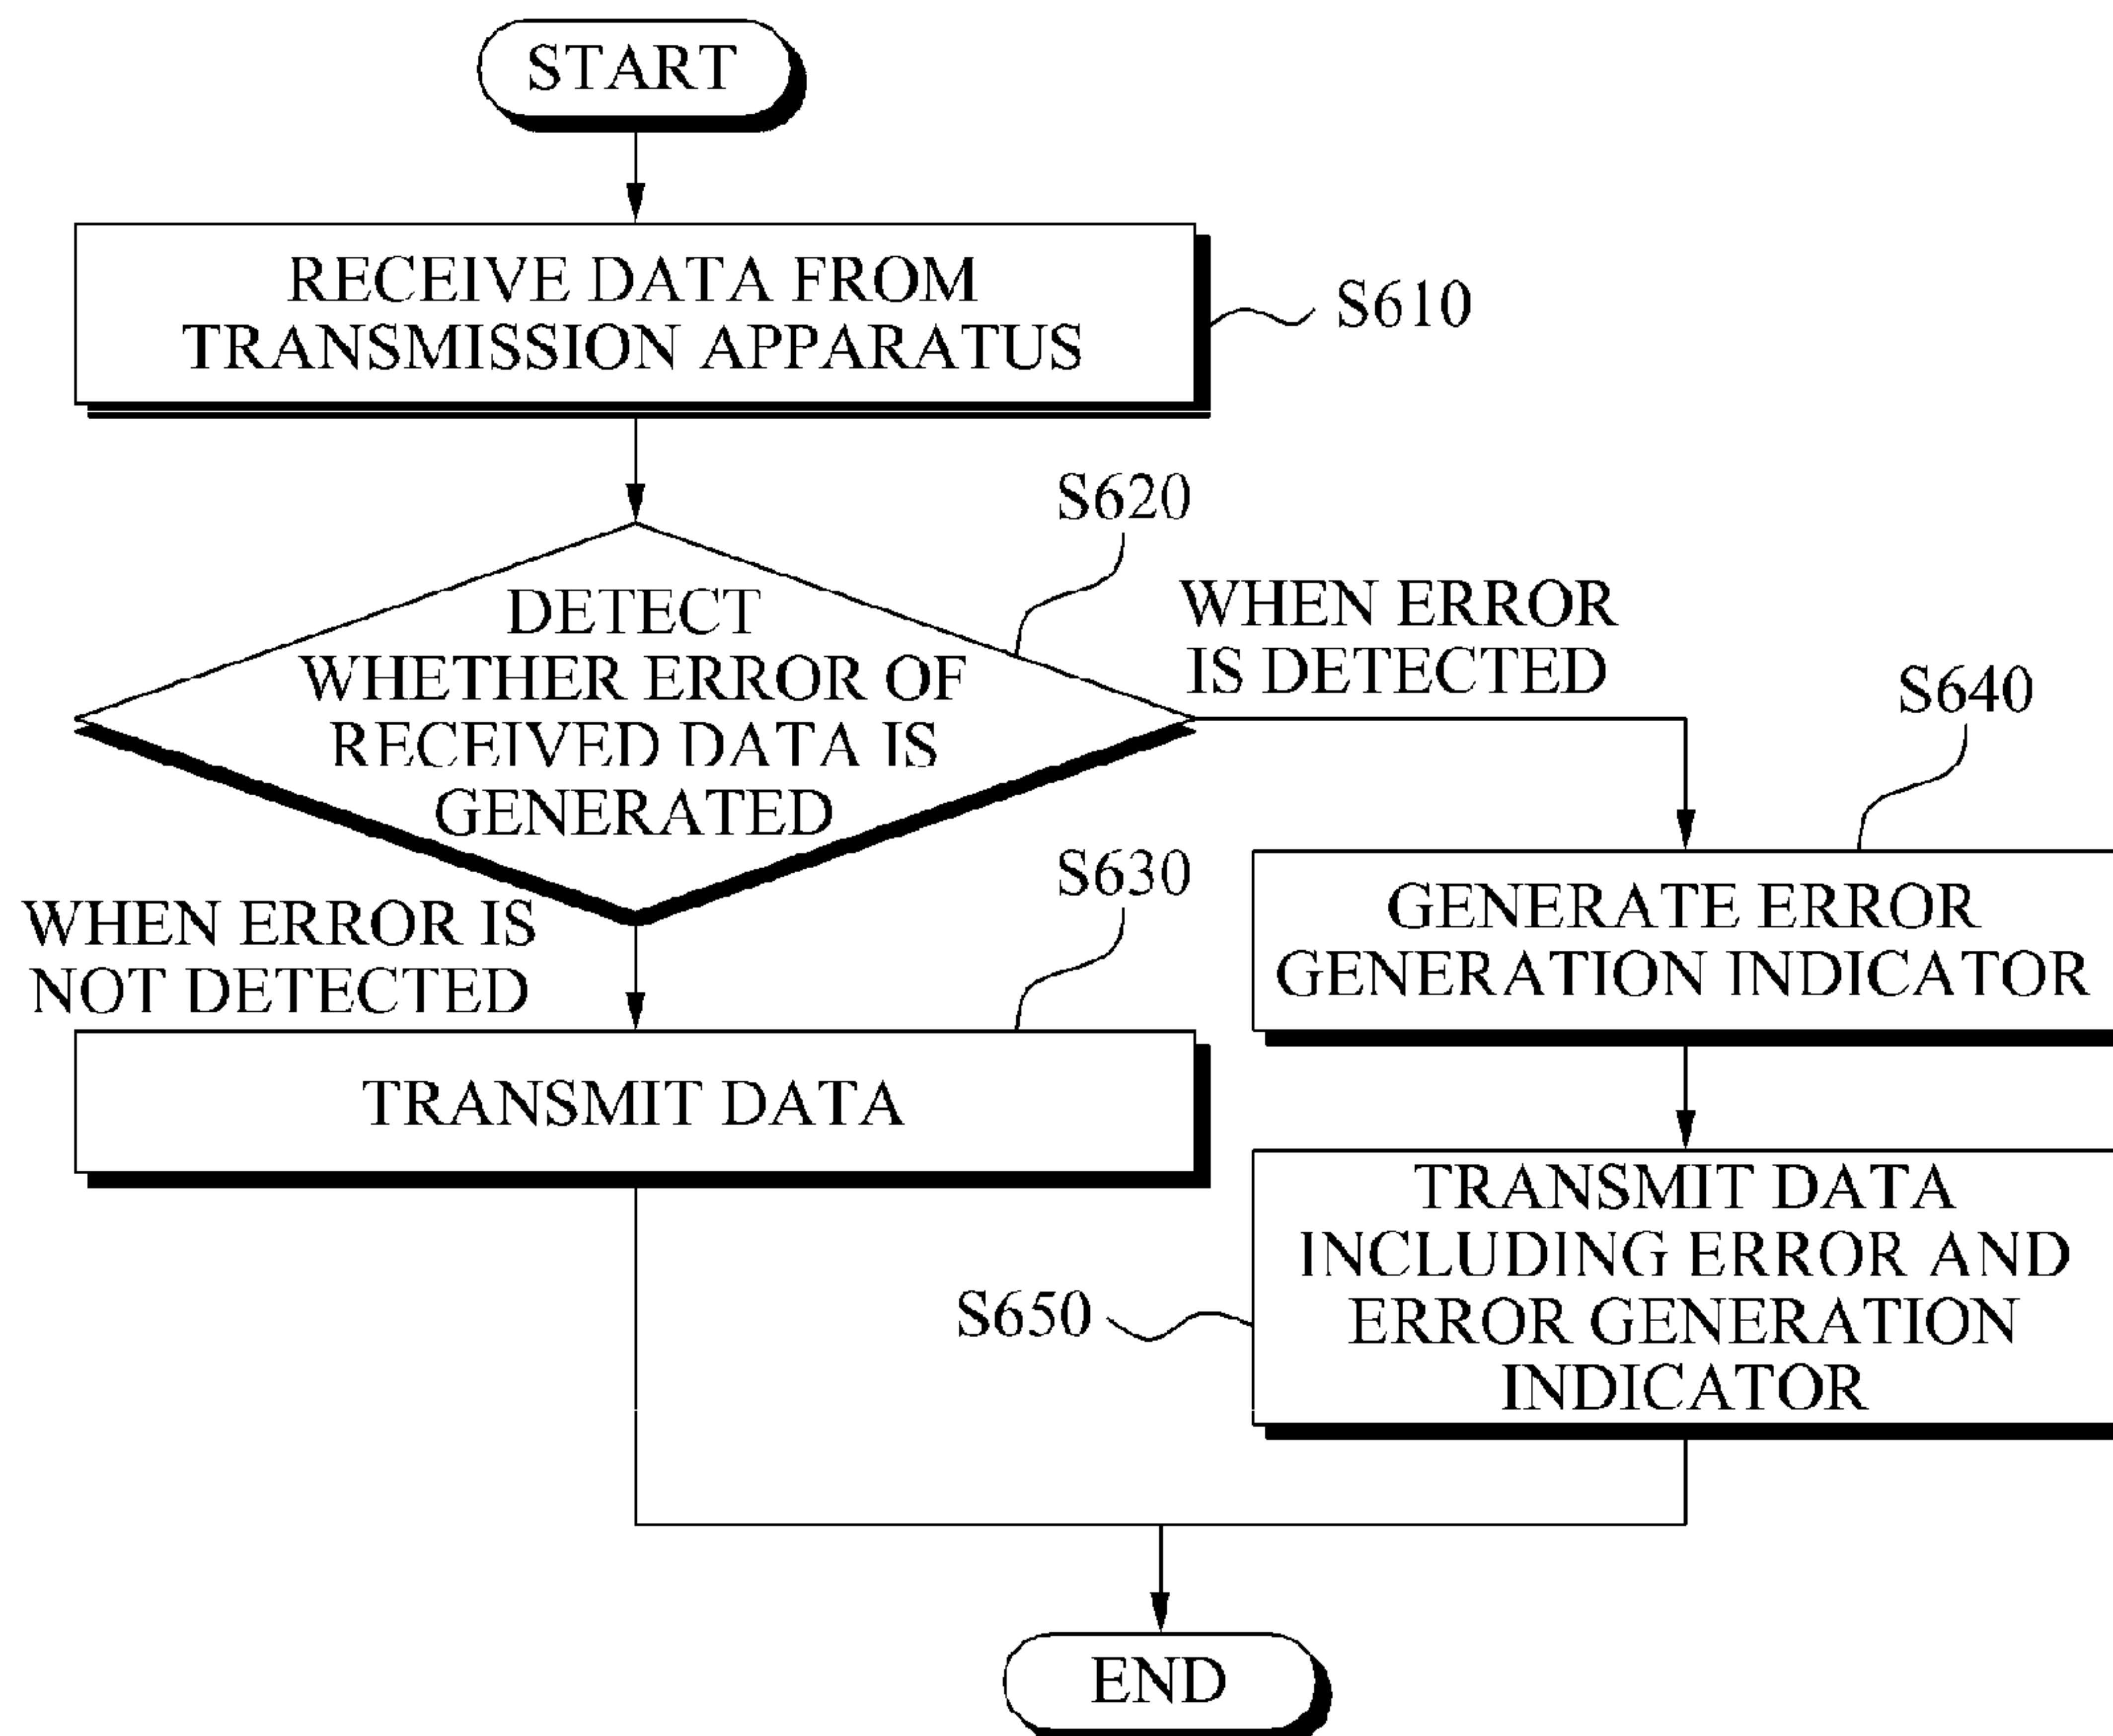 START
RECEIVE DATA FROM
TRANSMISSION APPARATUS
S610
S620
DETECT
WHETHER ERROR OF
RECEIVED DATA IS
GENERATED
WHEN ERROR
IS DETECTED
S640
WHEN ERROR IS
NOT DETECTED
S630
GENERATE ERROR
GENERATION INDICATOR
TRANSMIT DATA
TRANSMIT DATA
INCLUDING ERROR AND
ERROR GENERATION
INDICATOR
S650
END